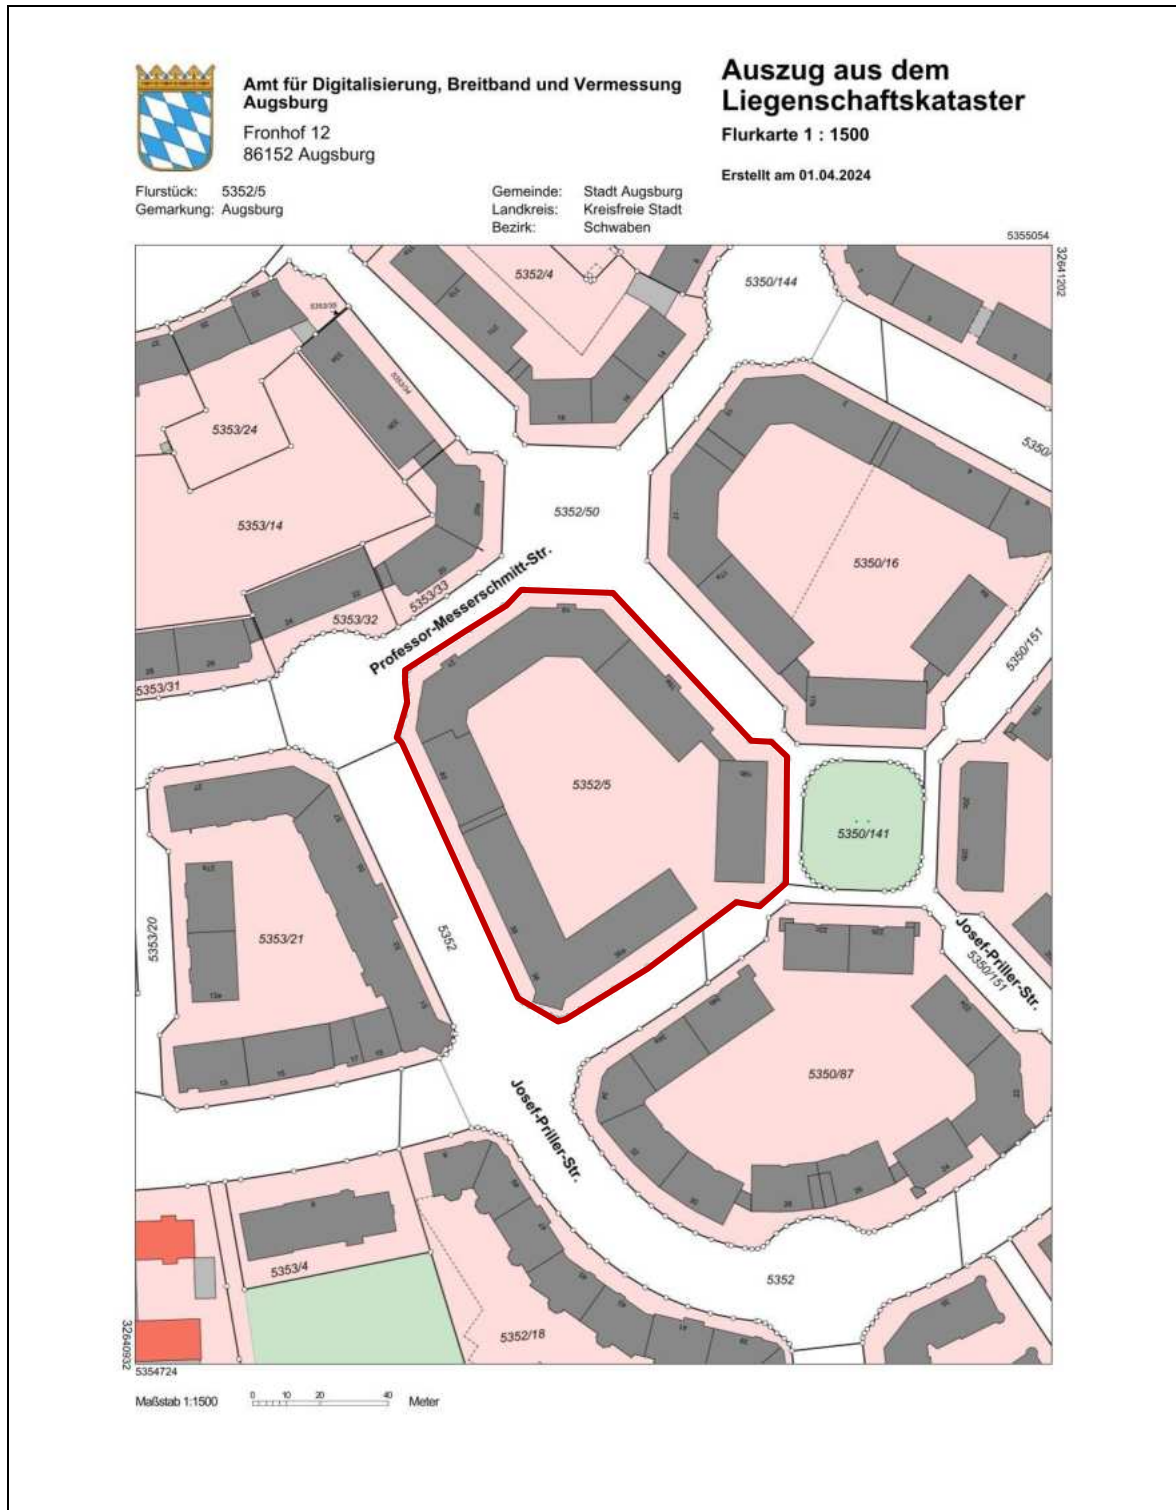 Amt für Digitalisierung, Breitband und Vermessung
Augsburg
Fronhof 12
86152 Augsburg
Auszug aus dem
Liegenschaftskataster
Flurkarte 1 : 1500
Erstellt am 01.04.2024
Flurstück: 5352/5
Gemarkung: Augsburg
Gemeinde: Stadt Augsburg
Landkreis: Kreisfreie Stadt
Bezirk: Schwaben
5355054
32641202
5352/4
5350/144
5353/35
5353/34
5353/24
5350/
5353/14
5352/50
5350/16
Professor-Messerschmitt-Str.
5353/33
5353/32
5350/151
5353/31
5352/5
5350/141
5353/20
5353/21
5352
Josef-Priller-Str.
5350/151
5350/87
Josef-Priller-Str.
5353/4
5352
5352/18
32640932
5354724
Maßstab 1:1500
0 10 20 40 Meter